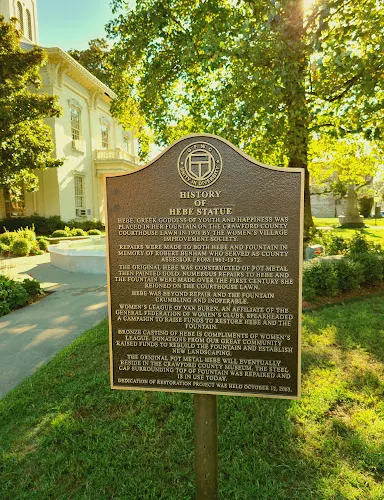 HISTORY
OF
HEBE STATUE
HEBE, GREEK GODDESS OF YOUTH AND HAPPINESS WAS
PLACED IN HER FOUNTAIN ON THE CRAWFORD COUNTY
COURTHOUSE LAWN IN 1908 BY THE WOMEN'S VILLAGE
IMPROVEMENT SOCIETY.
REPAIRS WERE MADE TO BOTH HEBE AND FOUNTAIN IN
MEMORY OF ROBERT BENHAM WHO SERVED AS COUNTY
ASSESSOR FROM
THE ORIGINAL HEBE WAS CONSTRUCTED OF POT METAL
THEN PAINTED GOLD. NUMEROUS REPAIRS TO HEBE AND
THE FOUNTAIN WERE MADE OVER THE FIRST CENTURY SHE
REIGNED ON THE COURTHOUSE LAWN.
HEBE WAS BEYOND REPAIR AND THE FOUNTAIN
CRUMBLING AND INOPERABLE.
WOMEN'S LEAGUE OF VAN BUREN, AN AFFILIATE OF THE
GENERAL FEDERATION OF WOMEN'S CLUBS, SPEARHEADED
A CAMPAIGN TO RAISE FUNDS TO RESTORE HEBE AND THE
FOUNTAIN.
BRONZE CASTING OF HEBE IS COMPLIMENTS OF WOMEN'S
LEAGUE. DONATIONS FROM OUR GREAT COMMUNITY
RAISED FUNDS TO REBUILD THE FOUNTAIN AND ESTABLISH
NEW LANDSCAPING.
THE ORIGINAL POT METAL HEBE WILL EVENTUALLY
RESIDE IN THE CRAWFORD COUNTY MUSEUM. THE STEEL
CAP SURROUNDING TOP OF FOUNTAIN WAS REPAIRED AND
IS IN USE TODAY.
DEDICATION OF RESTORATION PROJECT WAS HELD OCTOBER 12, 2003.